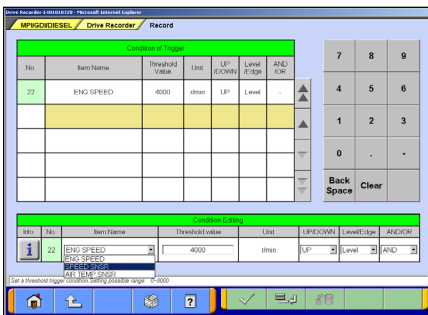 Drive Recorder-1401010720 - Microsoft Internet Explorer
MPI/GDI/DIESEL Drive Recorder Record
Condition of Trigger
No. Item Name Threshold Value Unit UP /DOWN Level /Edge AND /OR
22 ENG SPEED 4000 r/min UP Level -
7 8 9
4 5 6
1 2 3
0 . -
Back Space Clear
Condition Editing
Info. No. Item Name Threshold value Unit UP/DOWN Level/Edge AND/OR
i 22 ENG SPEED 4000 r/min UP Level AND
ENG SPEED
SPEED SNSR
AIR TEMP SNSR
Set a threshold trigger condition.Setting possible range: 0~8000
?